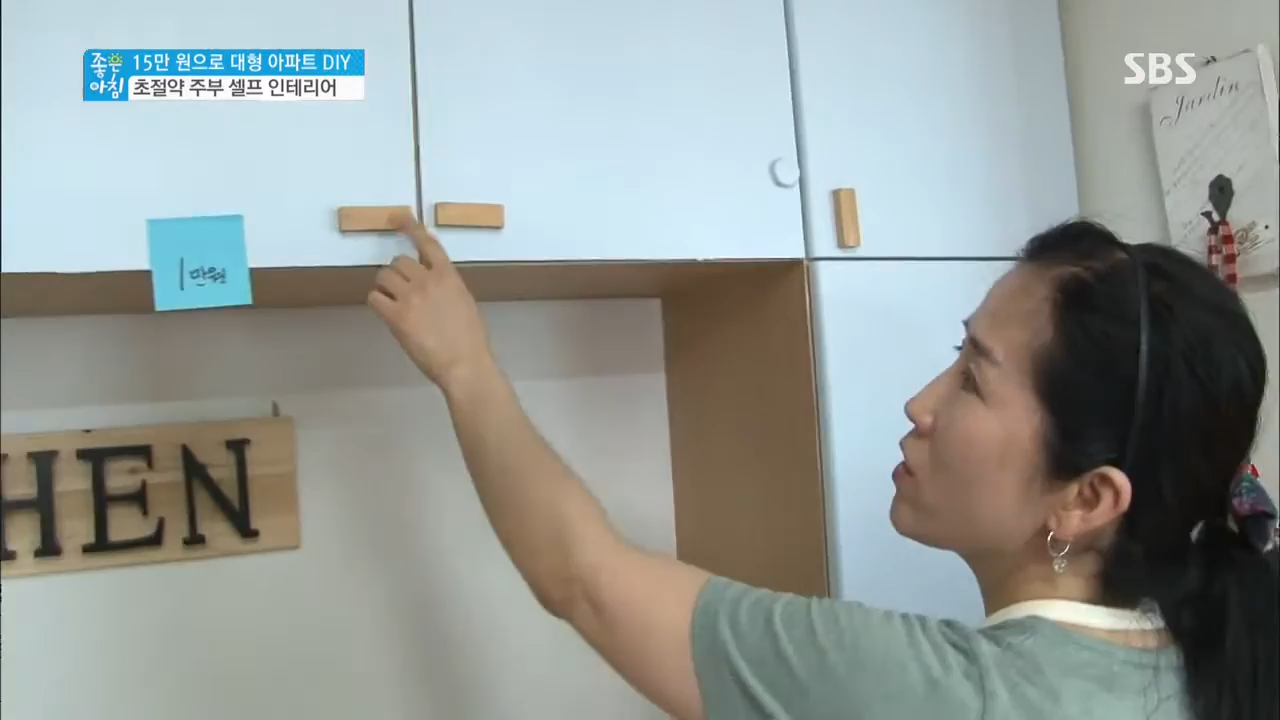 좋은
아침
15만 원으로 대형 아파트 DIY
초절약 주부 셀프 인테리어
SBS
Jardin
1만원
HEN